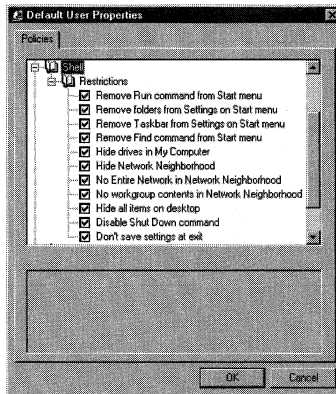 Default User Properties
Policies
Shell
Restrictions
Remove Run command from Start menu
Remove folders from Settings on Start menu
Remove Taskbar from Settings on Start menu
Remove Find command from Start menu
Hide drives in My Computer
Hide Network Neighborhood
No Entire Network in Network Neighborhood
No workgroup contents in Network Neighborhood
Hide all items on desktop
Disable Shut Down command
Don't save settings at exit
OK
Cancel